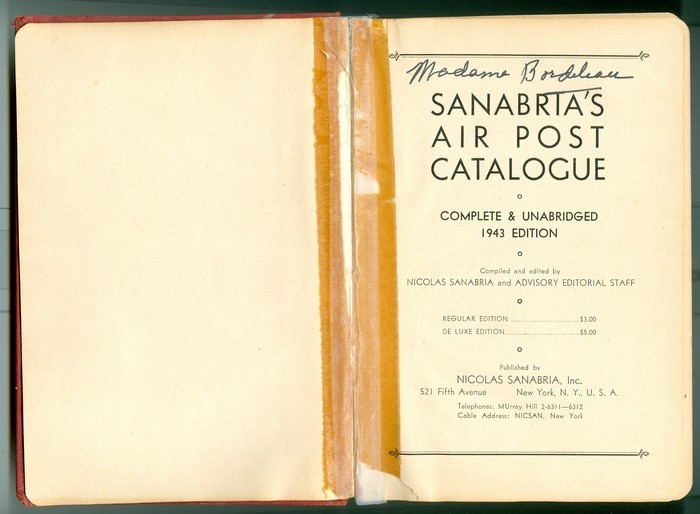 Madame Bordeleau
SANABRIA'S
AIR POST
CATALOGUE
COMPLETE & UNABRIDGED
1943 EDITION
Compiled and edited by
NICOLAS SANABRIA and ADVISORY EDITORIAL STAFF
REGULAR EDITION ........................ $3.00
DE LUXE EDITION ........................ $5.00
Published by
NICOLAS SANABRIA, Inc.
521 Fifth Avenue New York, N. Y., U. S. A.
Telephones: MUrray Hill 2-6311—6312
Cable Address: NICSAN, New York